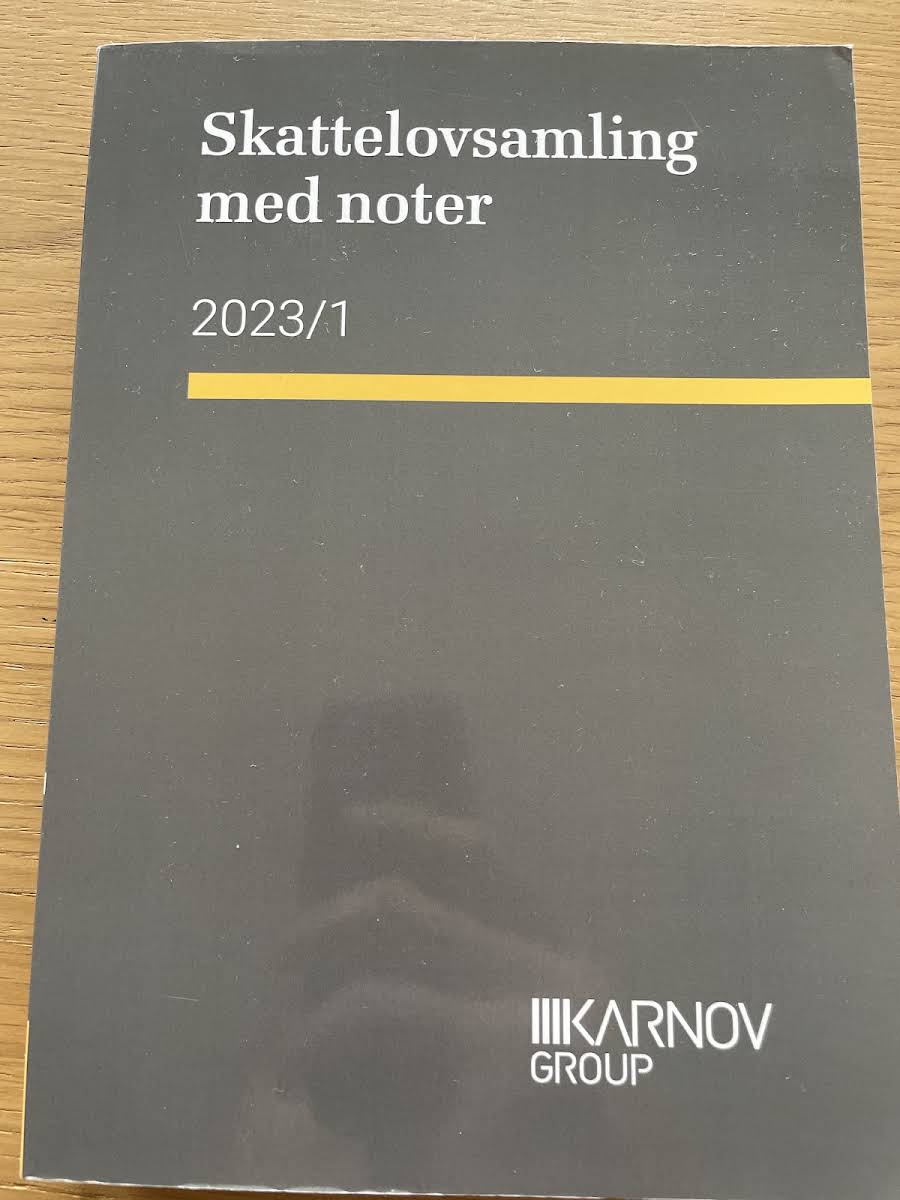 Skattelovsamling
med noter
2023/1
KARNOV
GROUP